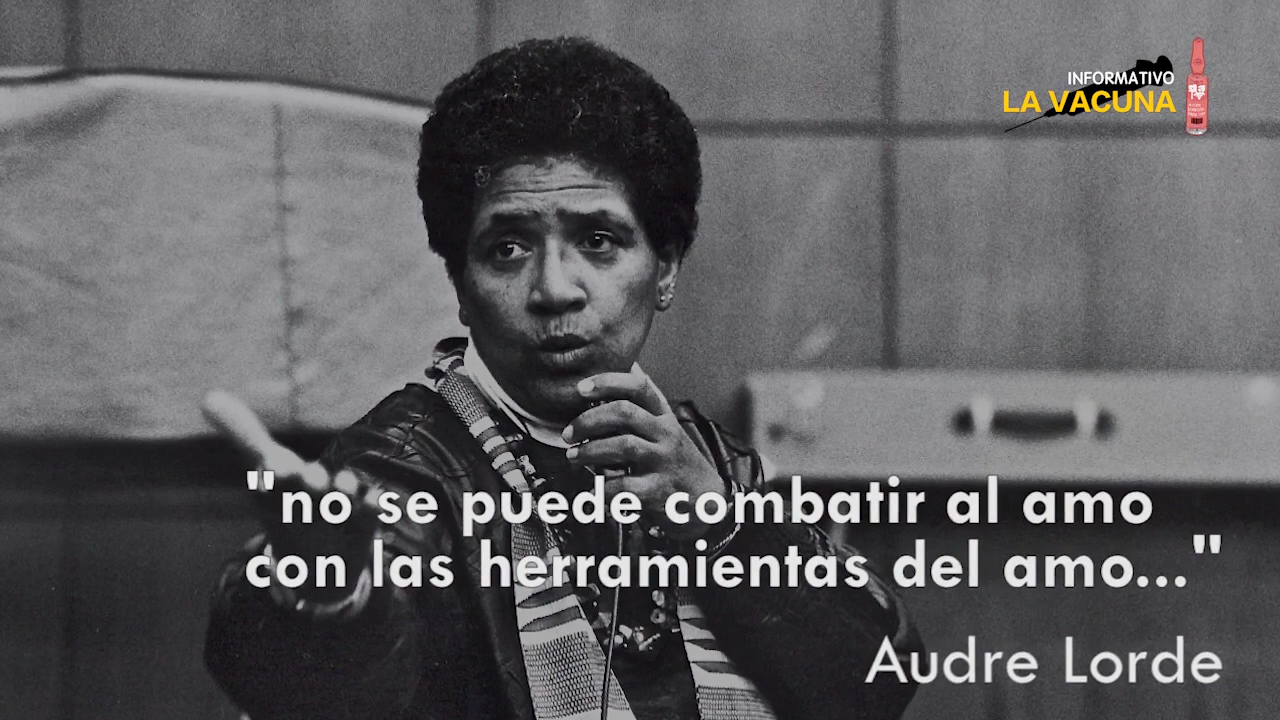 INFORMATIVO
LA VACUNA
"no se puede combatir al amo
con las herramientas del amo..."
Audre Lorde